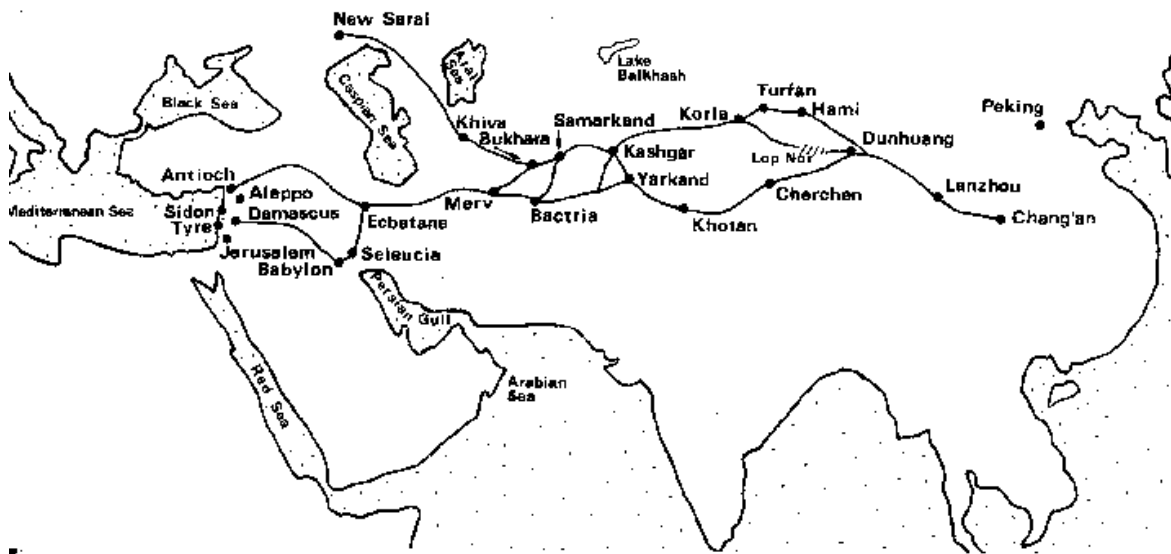 New Sarai
Aral
Sea
Lake
Balkhash
Caspian Sea
Black Sea
Turfan
Hami
Peking
Korla
Samarkand
Khiva
Bukhara
Dunhuang
Lop Nor
Kashgar
Antioch
Aleppo
Yarkand
Cherchen
Lanzhou
Mediterranean Sea
Sidon
Damascus
Ecbatane
Merv
Bactria
Khotan
Chang'an
Tyre
Jerusalem
Babylon
Seleucia
Persian Gulf
Red Sea
Arabian
Sea